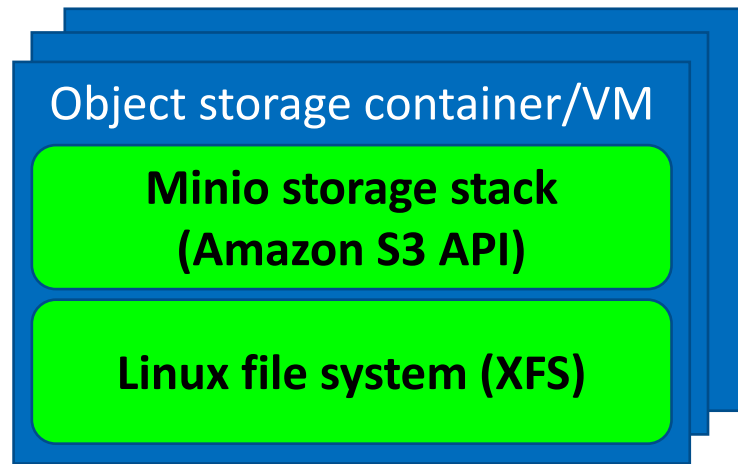 Object storage container/VM
Minio storage stack
(Amazon S3 API)
Linux file system (XFS)